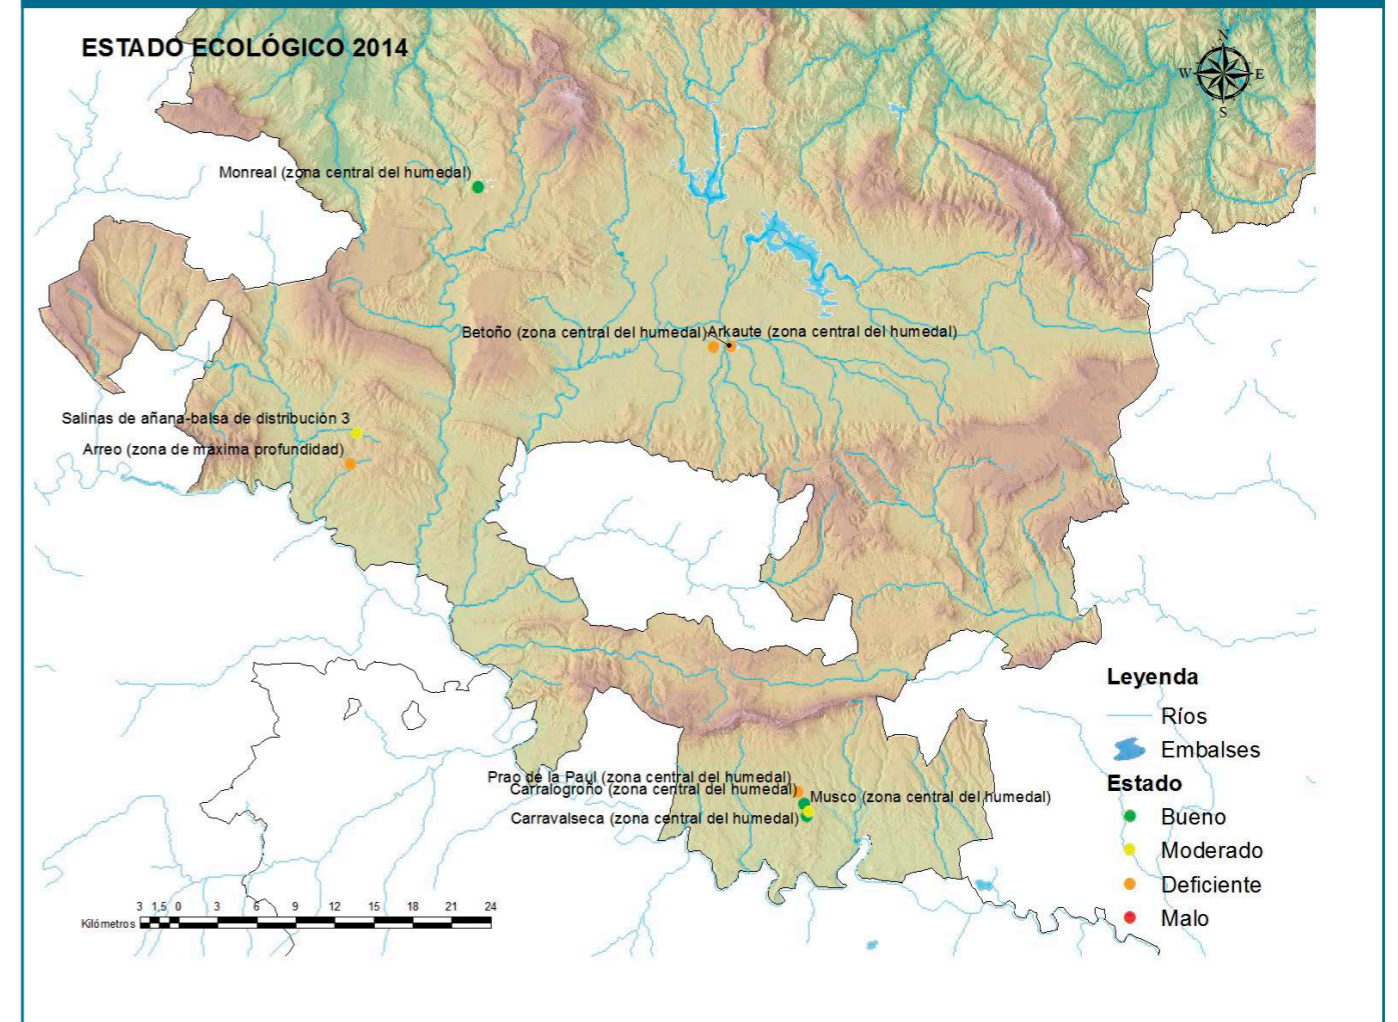 ESTADO ECOLÓGICO 2014
N
W
E
S
Monreal (zona central del humedal)
Betoño (zona central del humedal)
Arkaute (zona central del humedal)
Salinas de añana-balsa de distribución 3
Arreo (zona de máxima profundidad)
Prao de la Paul (zona central del humedal)
Carralogroño (zona central del humedal)
Musco (zona central del humedal)
Carravalseca (zona central del humedal)
Leyenda
Ríos
Embalses
Estado
Bueno
Moderado
Deficiente
Malo
3 1,5 0 3 6 9 12 15 18 21 24
Kilómetros